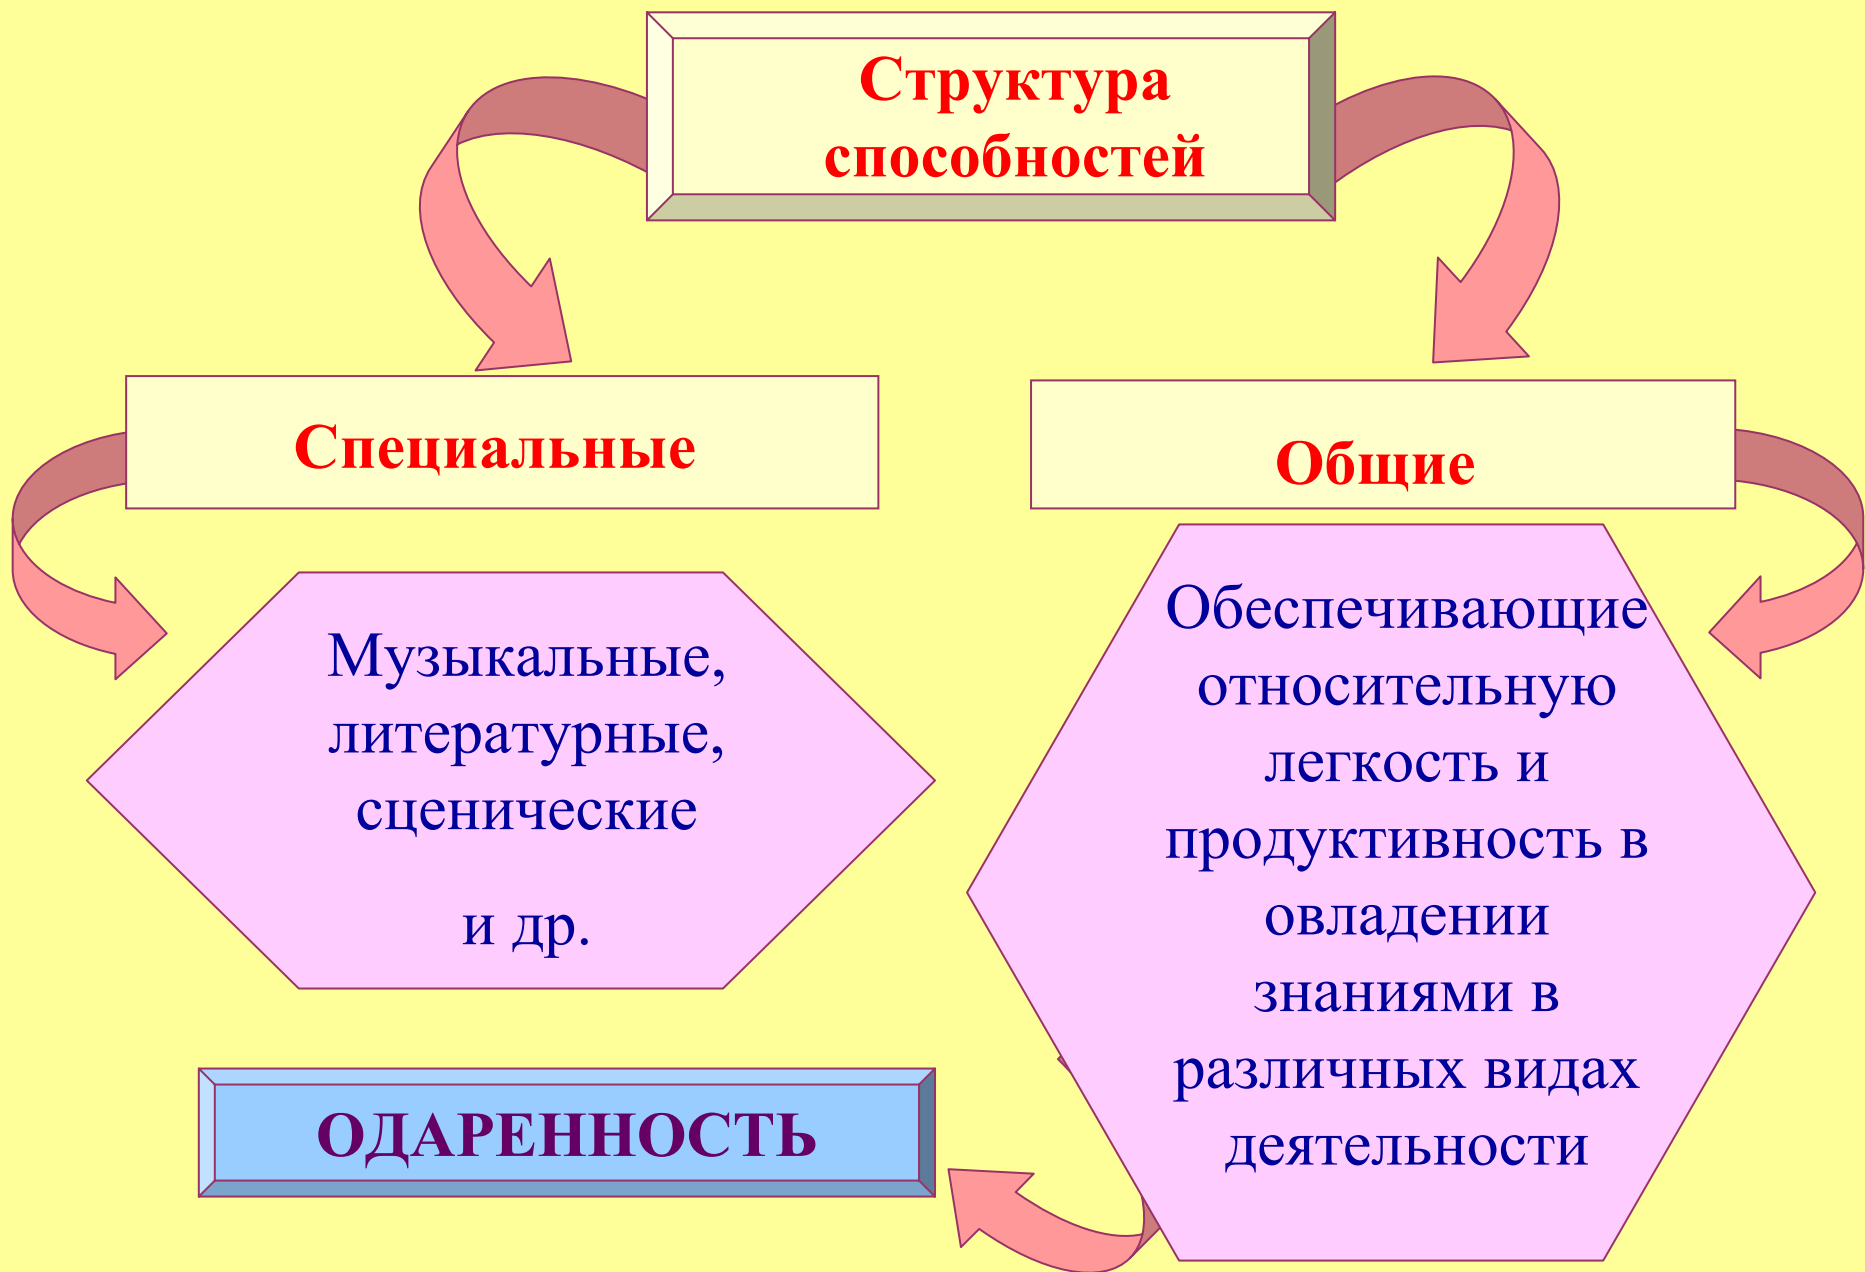 Структура
способностей
Специальные
Общие
Музыкальные,
литературные,
сценические
и др.
Обеспечивающие
относительную
легкость и
продуктивность в
овладении
знаниями в
различных видах
деятельности
ОДАРЕННОСТЬ